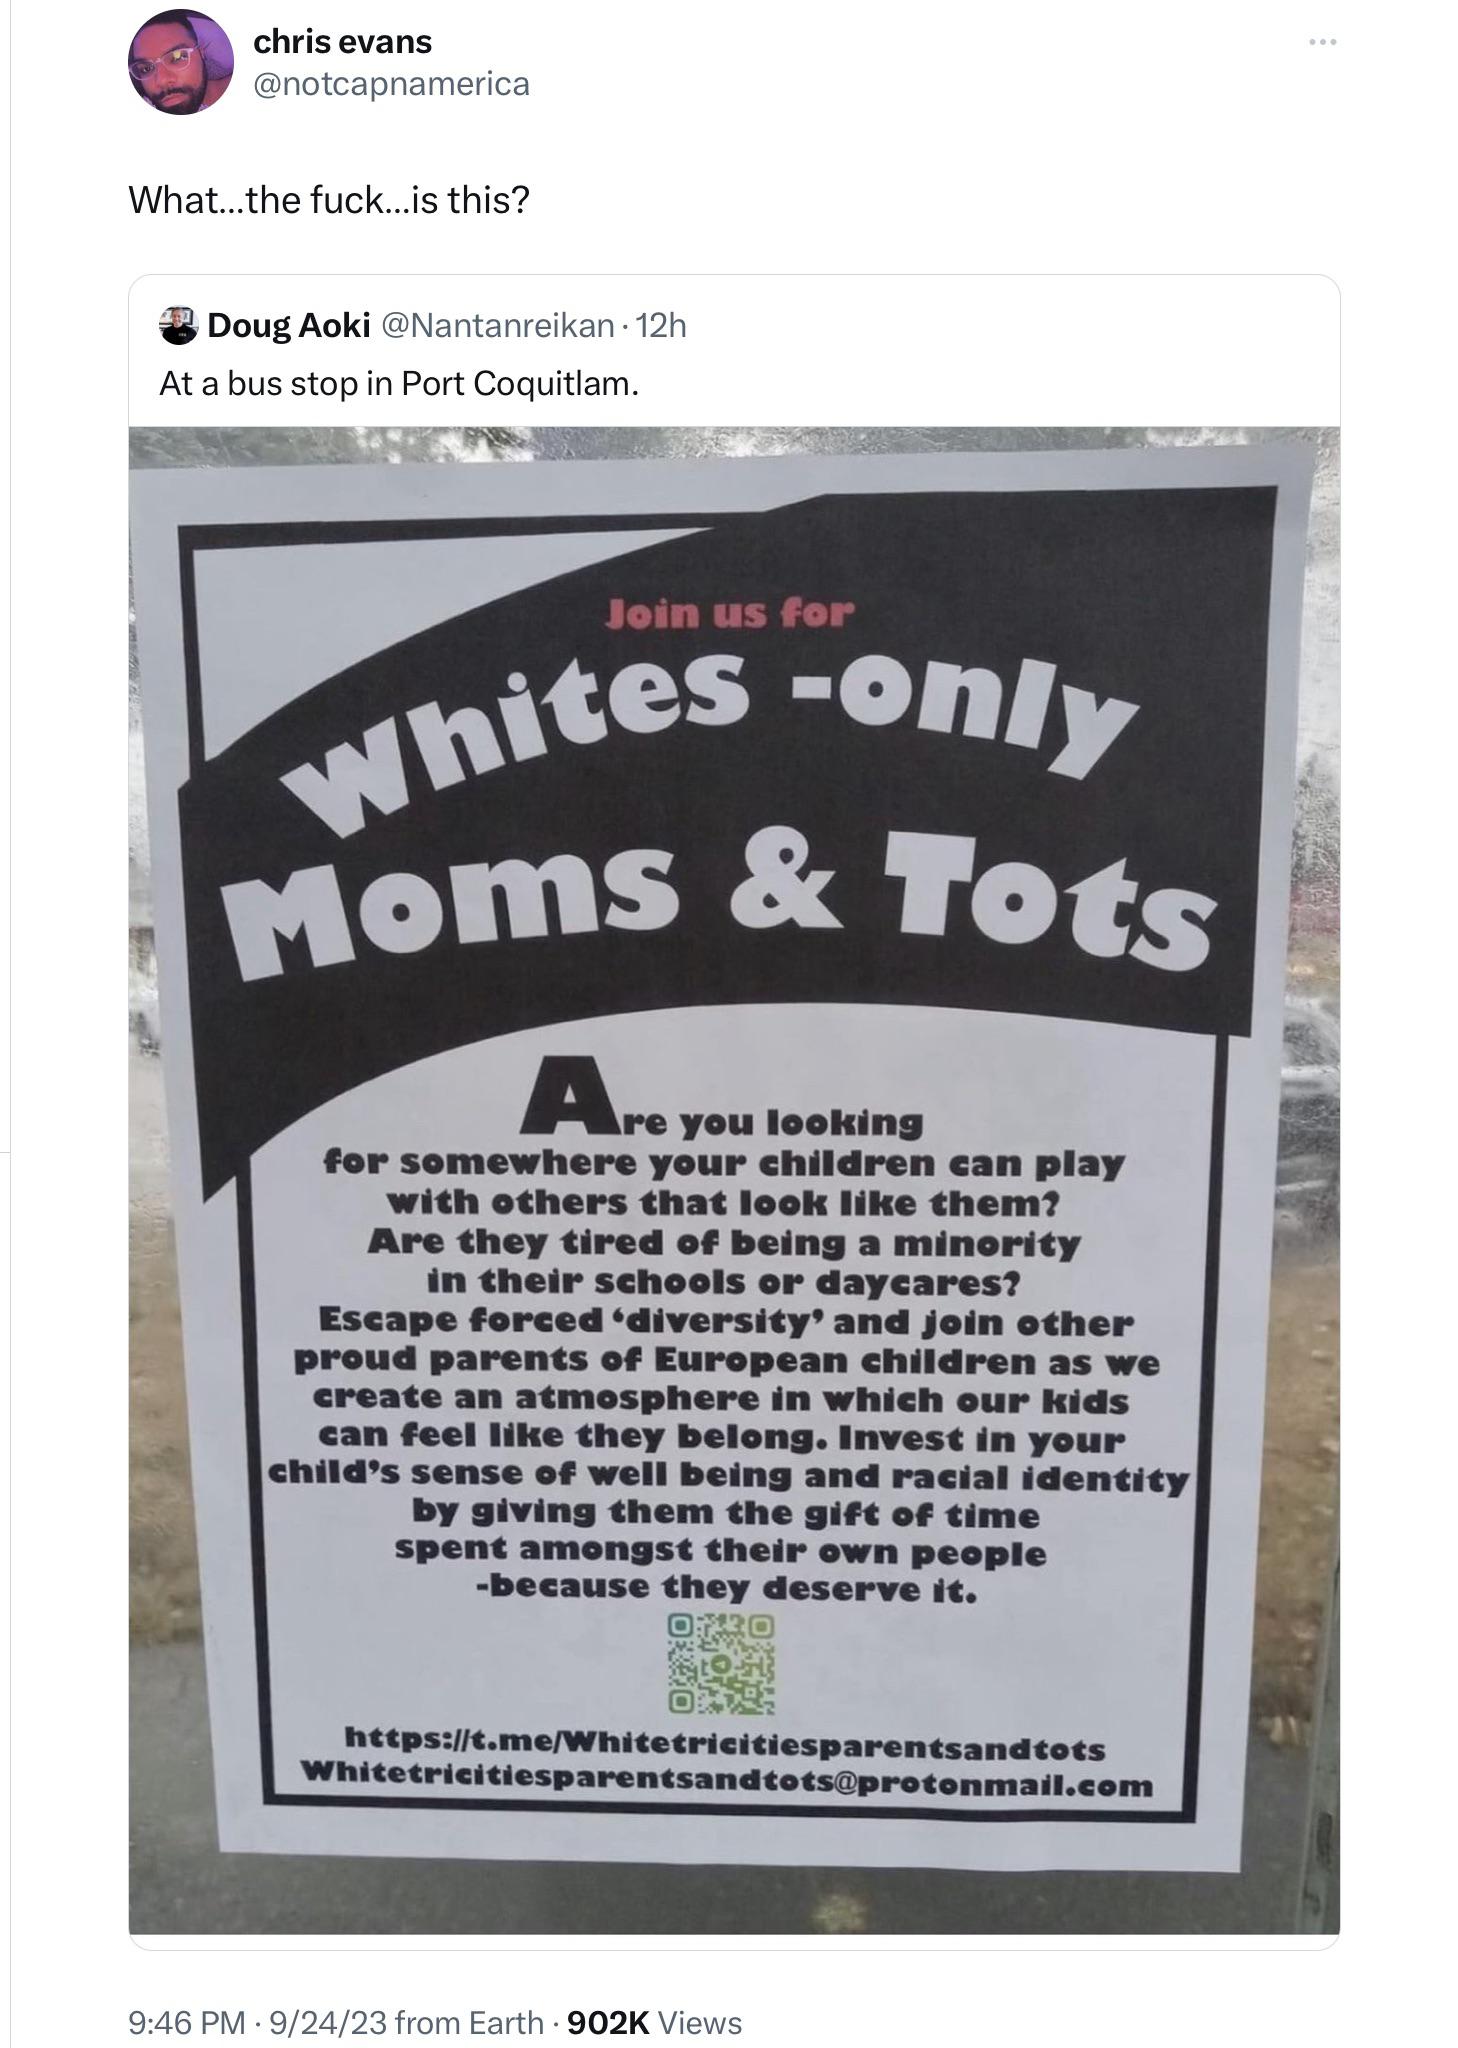 chris evans
@notcapnamerica
What...the fuck...is this?
Doug Aoki @Nantanreikan · 12h
At a bus stop in Port Coquitlam.
Join us for
Whites -only
Moms & Tots
Are you looking
for somewhere your children can play
with others that look like them?
Are they tired of being a minority
in their schools or daycares?
Escape forced ‘diversity’ and join other
proud parents of European children as we
create an atmosphere in which our kids
can feel like they belong. Invest in your
child’s sense of well being and racial identity
by giving them the gift of time
spent amongst their own people
-because they deserve it.
https://t.me/Whitetricitiesparentsandtots
Whitetricitiesparentsandtots@protonmail.com
9:46 PM · 9/24/23 from Earth · 902K Views